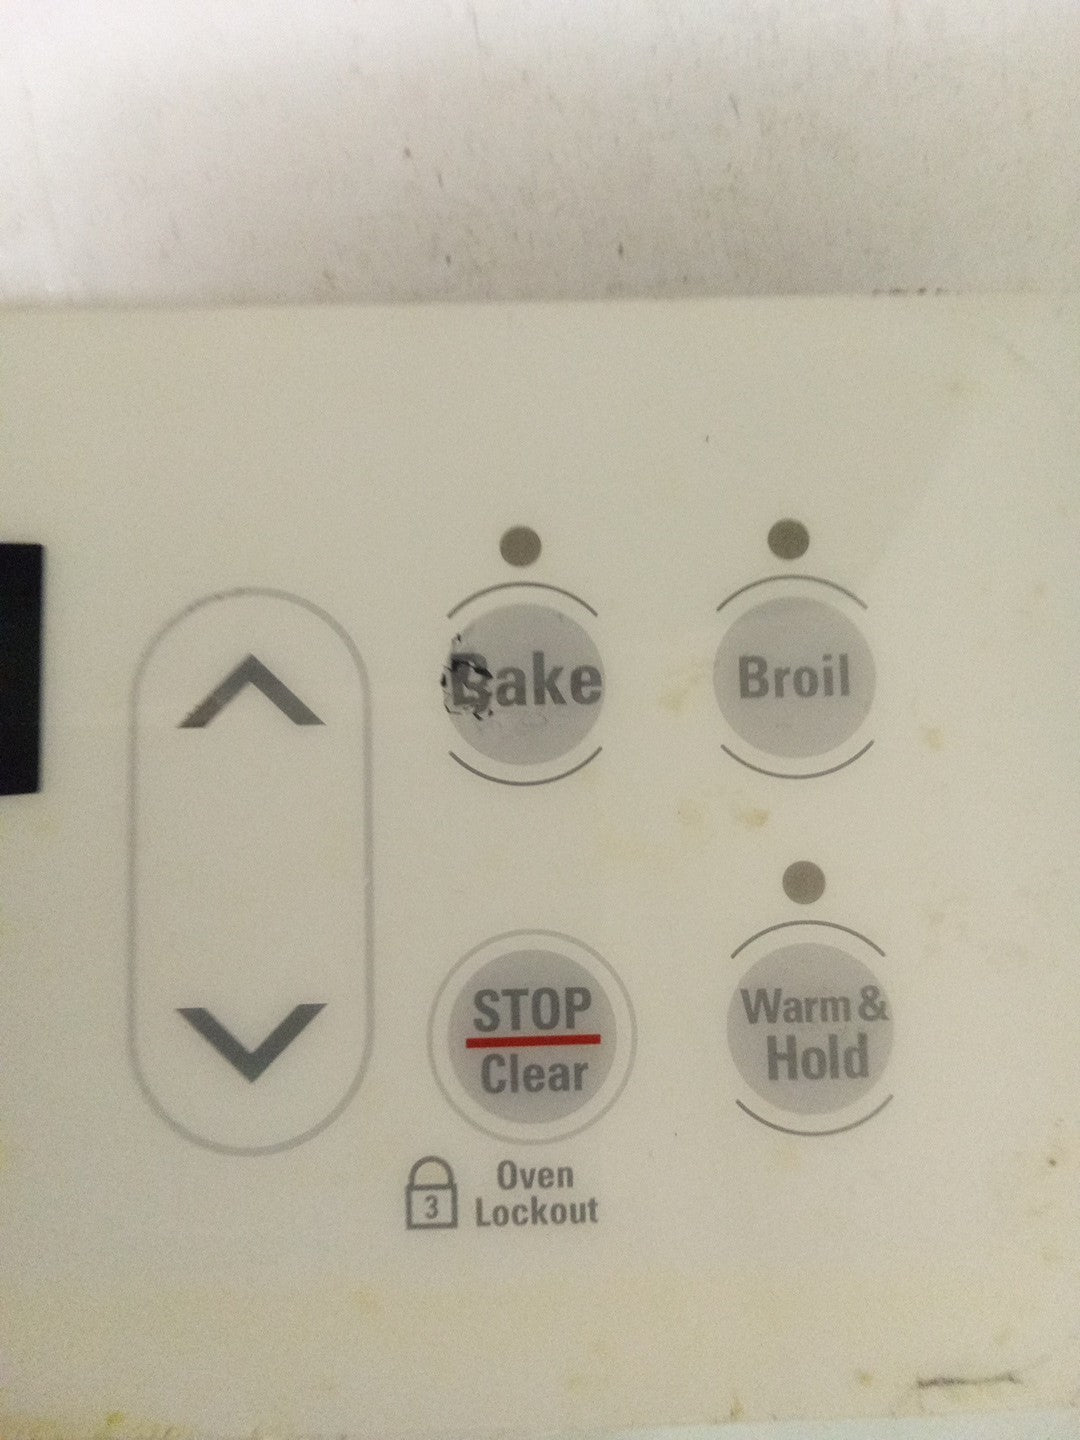 Bake
Broil
STOP
Clear
Warm &
Hold
3
Oven
Lockout